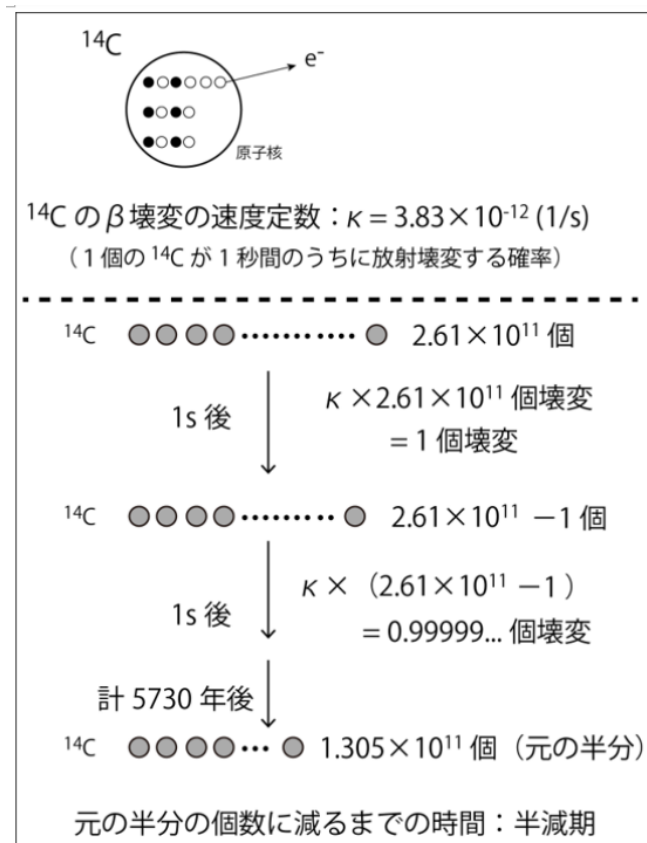 14C
e-
原子核
14C の β 壊変の速度定数：κ = 3.83×10-12 (1/s)
（1 個の 14C が 1 秒間のうちに放射壊変する確率）
14C ............ 2.61×1011 個
1s 後
κ ×2.61×1011 個壊変
= 1 個壊変
14C ......... 2.61×1011 －1 個
1s 後
κ ×（2.61×1011 －1 ）
= 0.99999... 個壊変
計 5730 年後
14C ... 1.305×1011 個（元の半分）
元の半分の個数に減るまでの時間：半減期